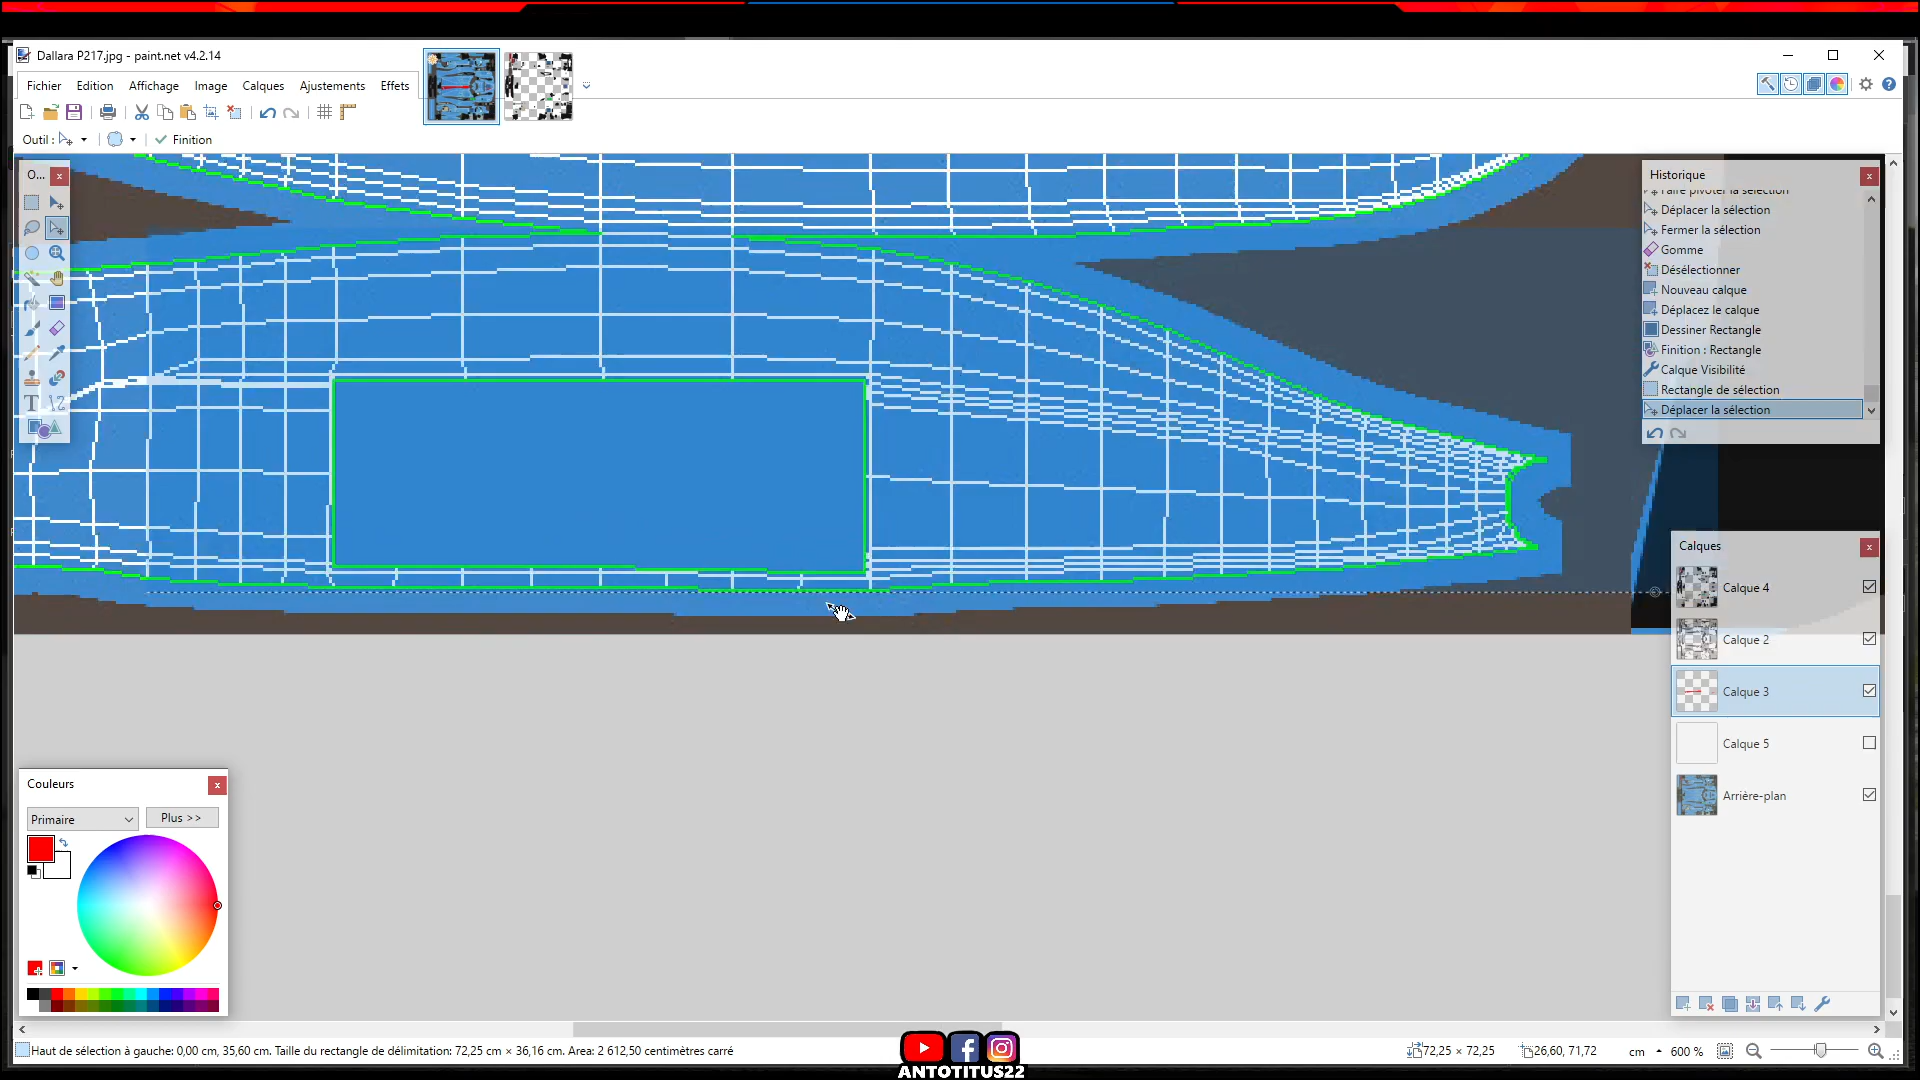 Dallara P217.jpg - paint.net v4.2.14
Fichier Edition Affichage Image Calques Ajustements Effets
Outil : Finition
O...
Historique
Faire pivoter la sélection
Déplacer la sélection
Fermer la sélection
Gomme
Désélectionner
Nouveau calque
Déplacez le calque
Dessiner Rectangle
Finition : Rectangle
Calque Visibilité
Rectangle de sélection
Déplacer la sélection
Calques
Calque 4
Calque 2
Calque 3
Calque 5
Arrière-plan
Couleurs
Primaire
Plus >>
Haut de sélection à gauche: 0,00 cm, 35,60 cm. Taille du rectangle de délimitation: 72,25 cm × 36,16 cm. Area: 2 612,50 centimètres carré
72,25 × 72,25
26,60, 71,72
cm
600 %
ANTOTITUS22